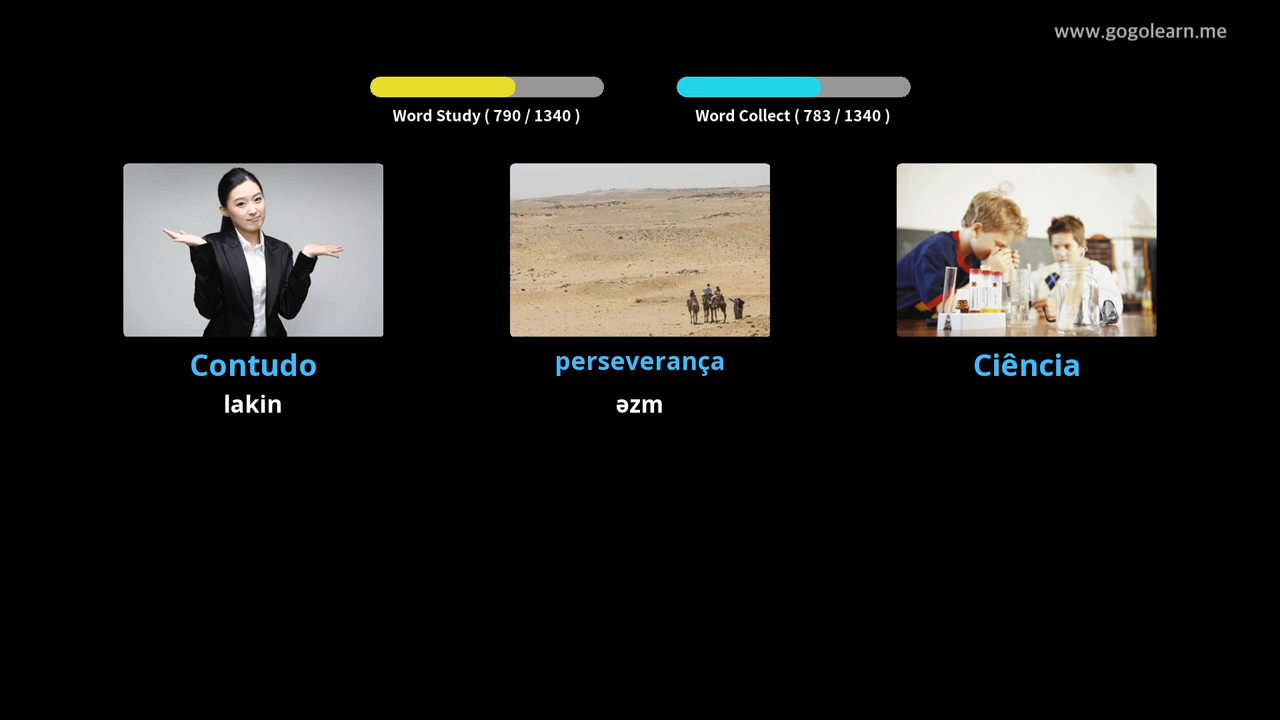 www.gogolearn.me
Word Study ( 790 / 1340 )
Word Collect ( 783 / 1340 )
Contudo
lakin
perseverança
əzm
Ciência